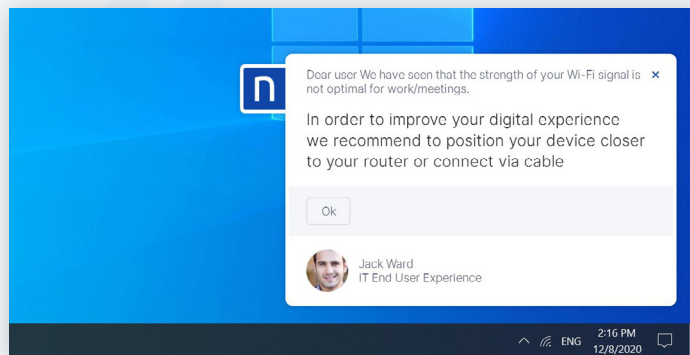 n
Dear user We have seen that the strength of your Wi-Fi signal is
not optimal for work/meetings.
In order to improve your digital experience
we recommend to position your device closer
to your router or connect via cable
Ok
Jack Ward
IT End User Experience
ENG
2:16 PM
12/8/2020